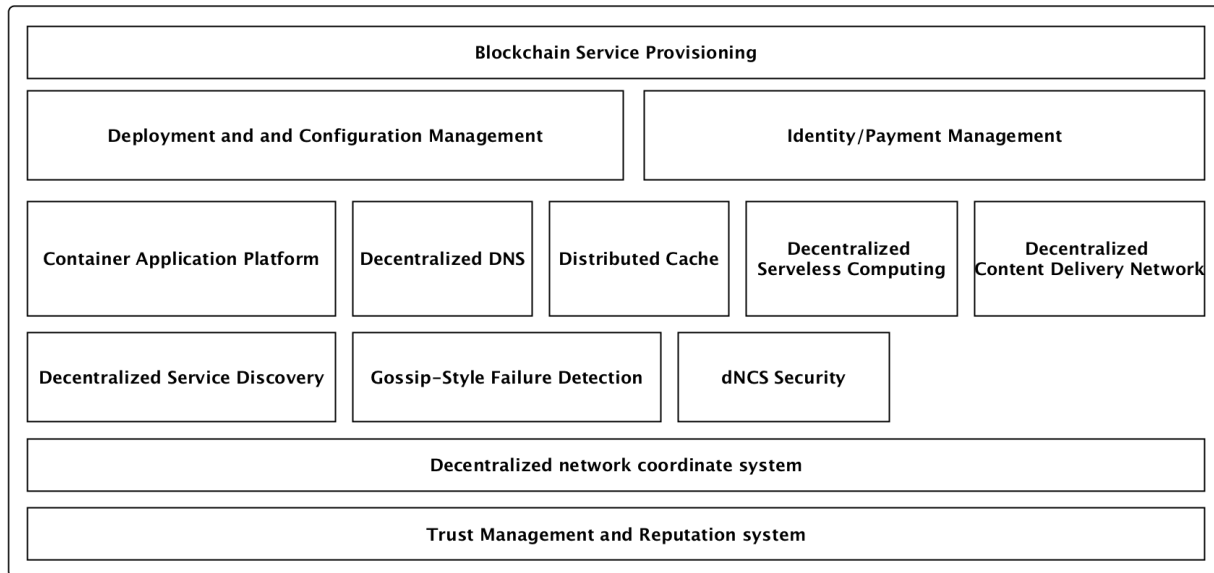 Blockchain Service Provisioning
Deployment and and Configuration Management
Identity/Payment Management
Container Application Platform
Decentralized DNS
Distributed Cache
Decentralized
Serveless Computing
Decentralized
Content Delivery Network
Decentralized Service Discovery
Gossip-Style Failure Detection
dNCS Security
Decentralized network coordinate system
Trust Management and Reputation system